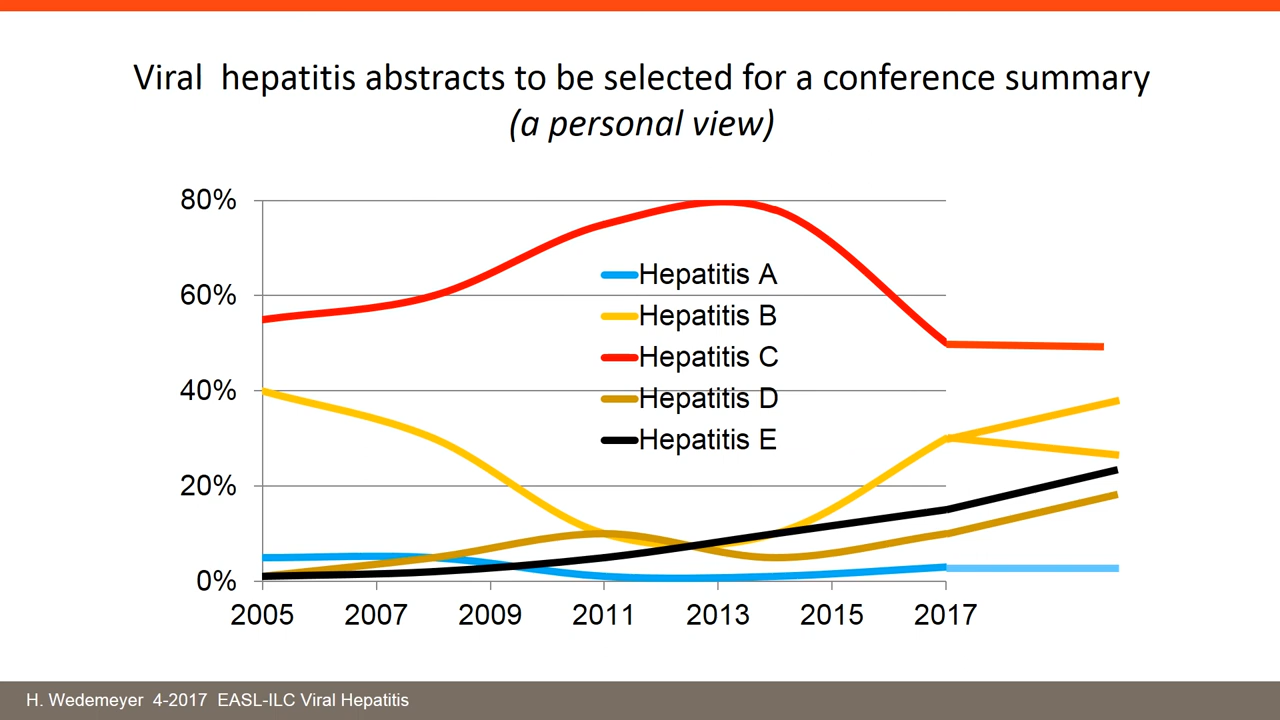 Viral  hepatitis abstracts to be selected for a conference summary
(a personal view)
80%
60%
40%
20%
0%
Hepatitis A
Hepatitis B
Hepatitis C
Hepatitis D
Hepatitis E
2005 2007 2009 2011 2013 2015 2017
H. Wedemeyer  4-2017  EASL-ILC Viral Hepatitis